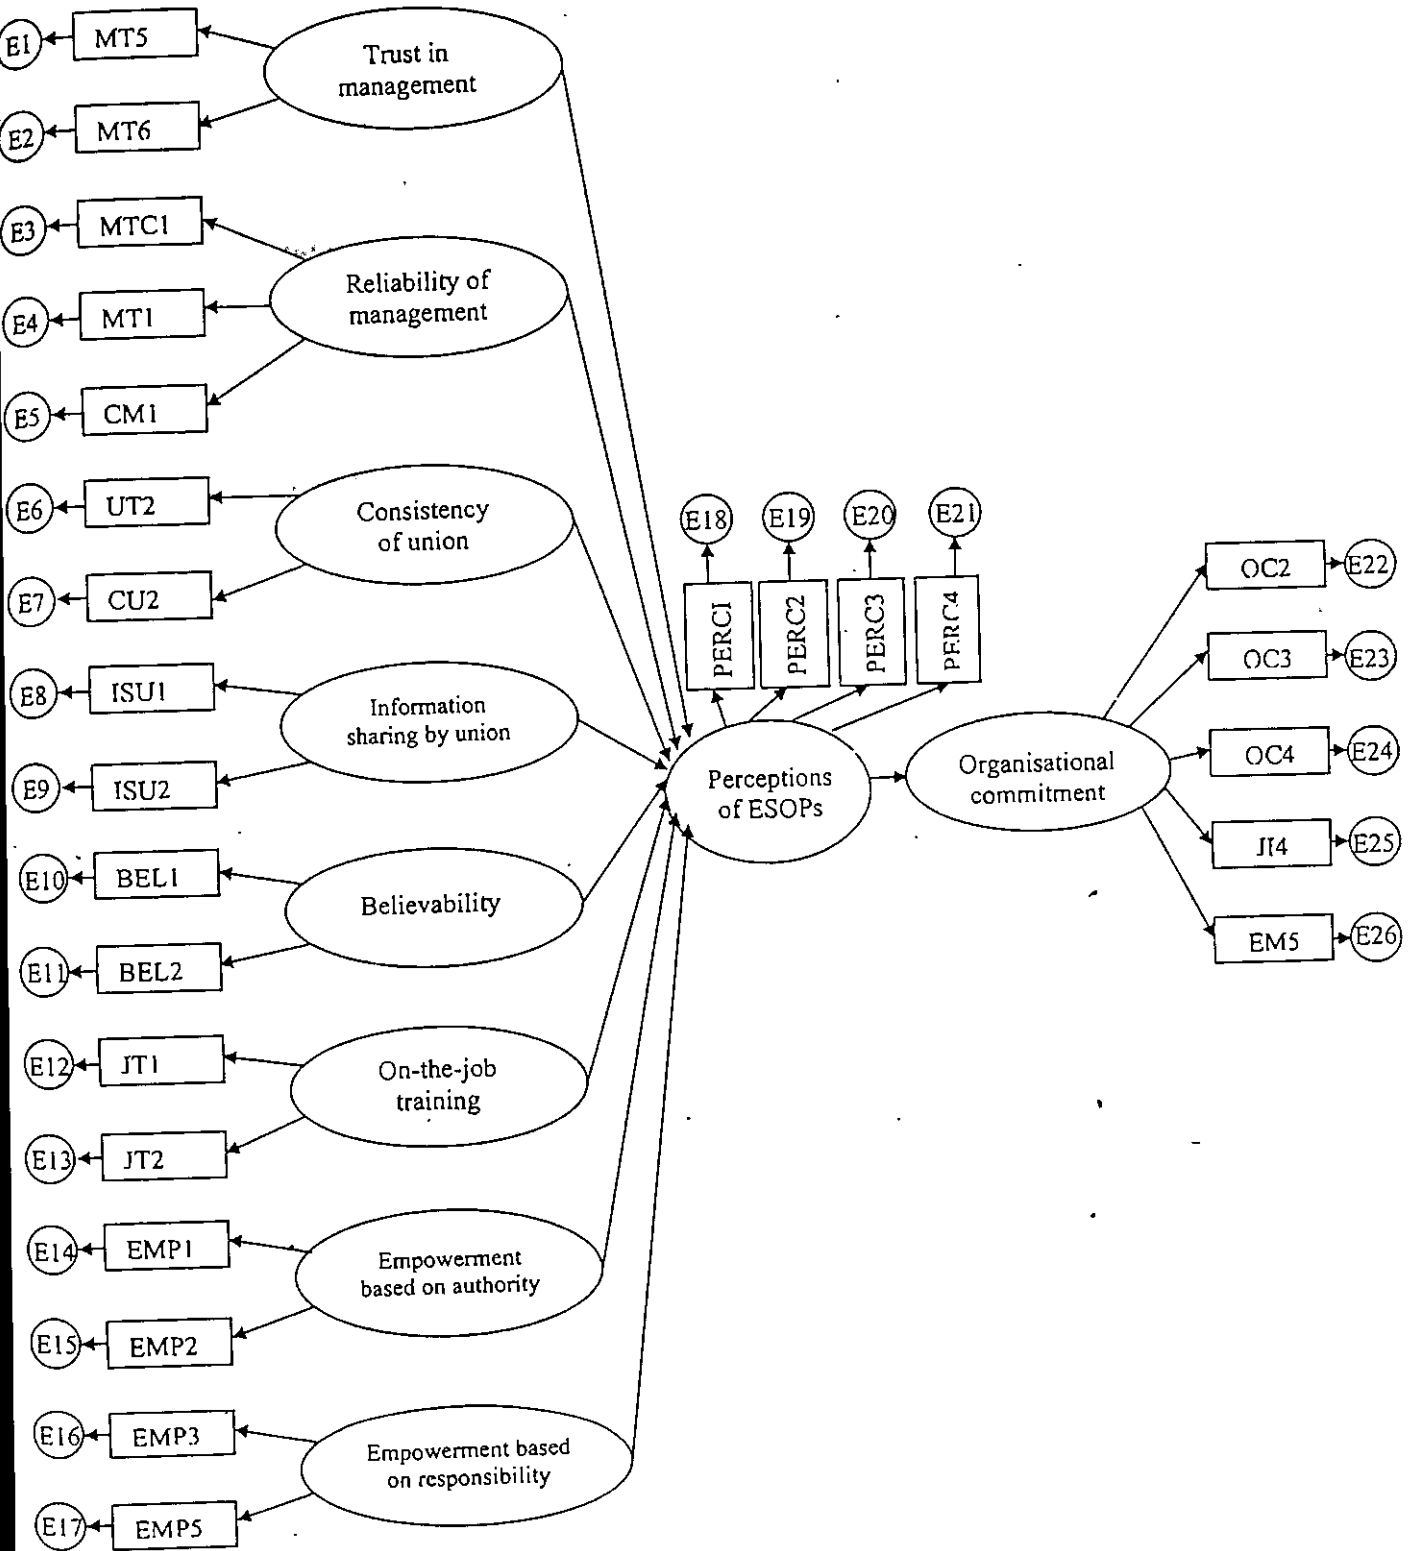 E1
MT5
Trust in
management
E2
MT6
E3
MTC1
Reliability of
management
E4
MT1
E5
CM1
E6
UT2
Consistency
of union
E7
CU2
E8
ISU1
Information
sharing by union
E9
ISU2
E10
BEL1
Believability
E11
BEL2
E12
JT1
On-the-job
training
E13
JT2
E14
EMP1
Empowerment
based on authority
E15
EMP2
E16
EMP3
Empowerment based
on responsibility
E17
EMP5
E18
E19
E20
E21
PERC1
PERC2
PERC3
PERC4
Perceptions
of ESOPs
Organisational
commitment
OC2
E22
OC3
E23
OC4
E24
JI4
E25
EM5
E26